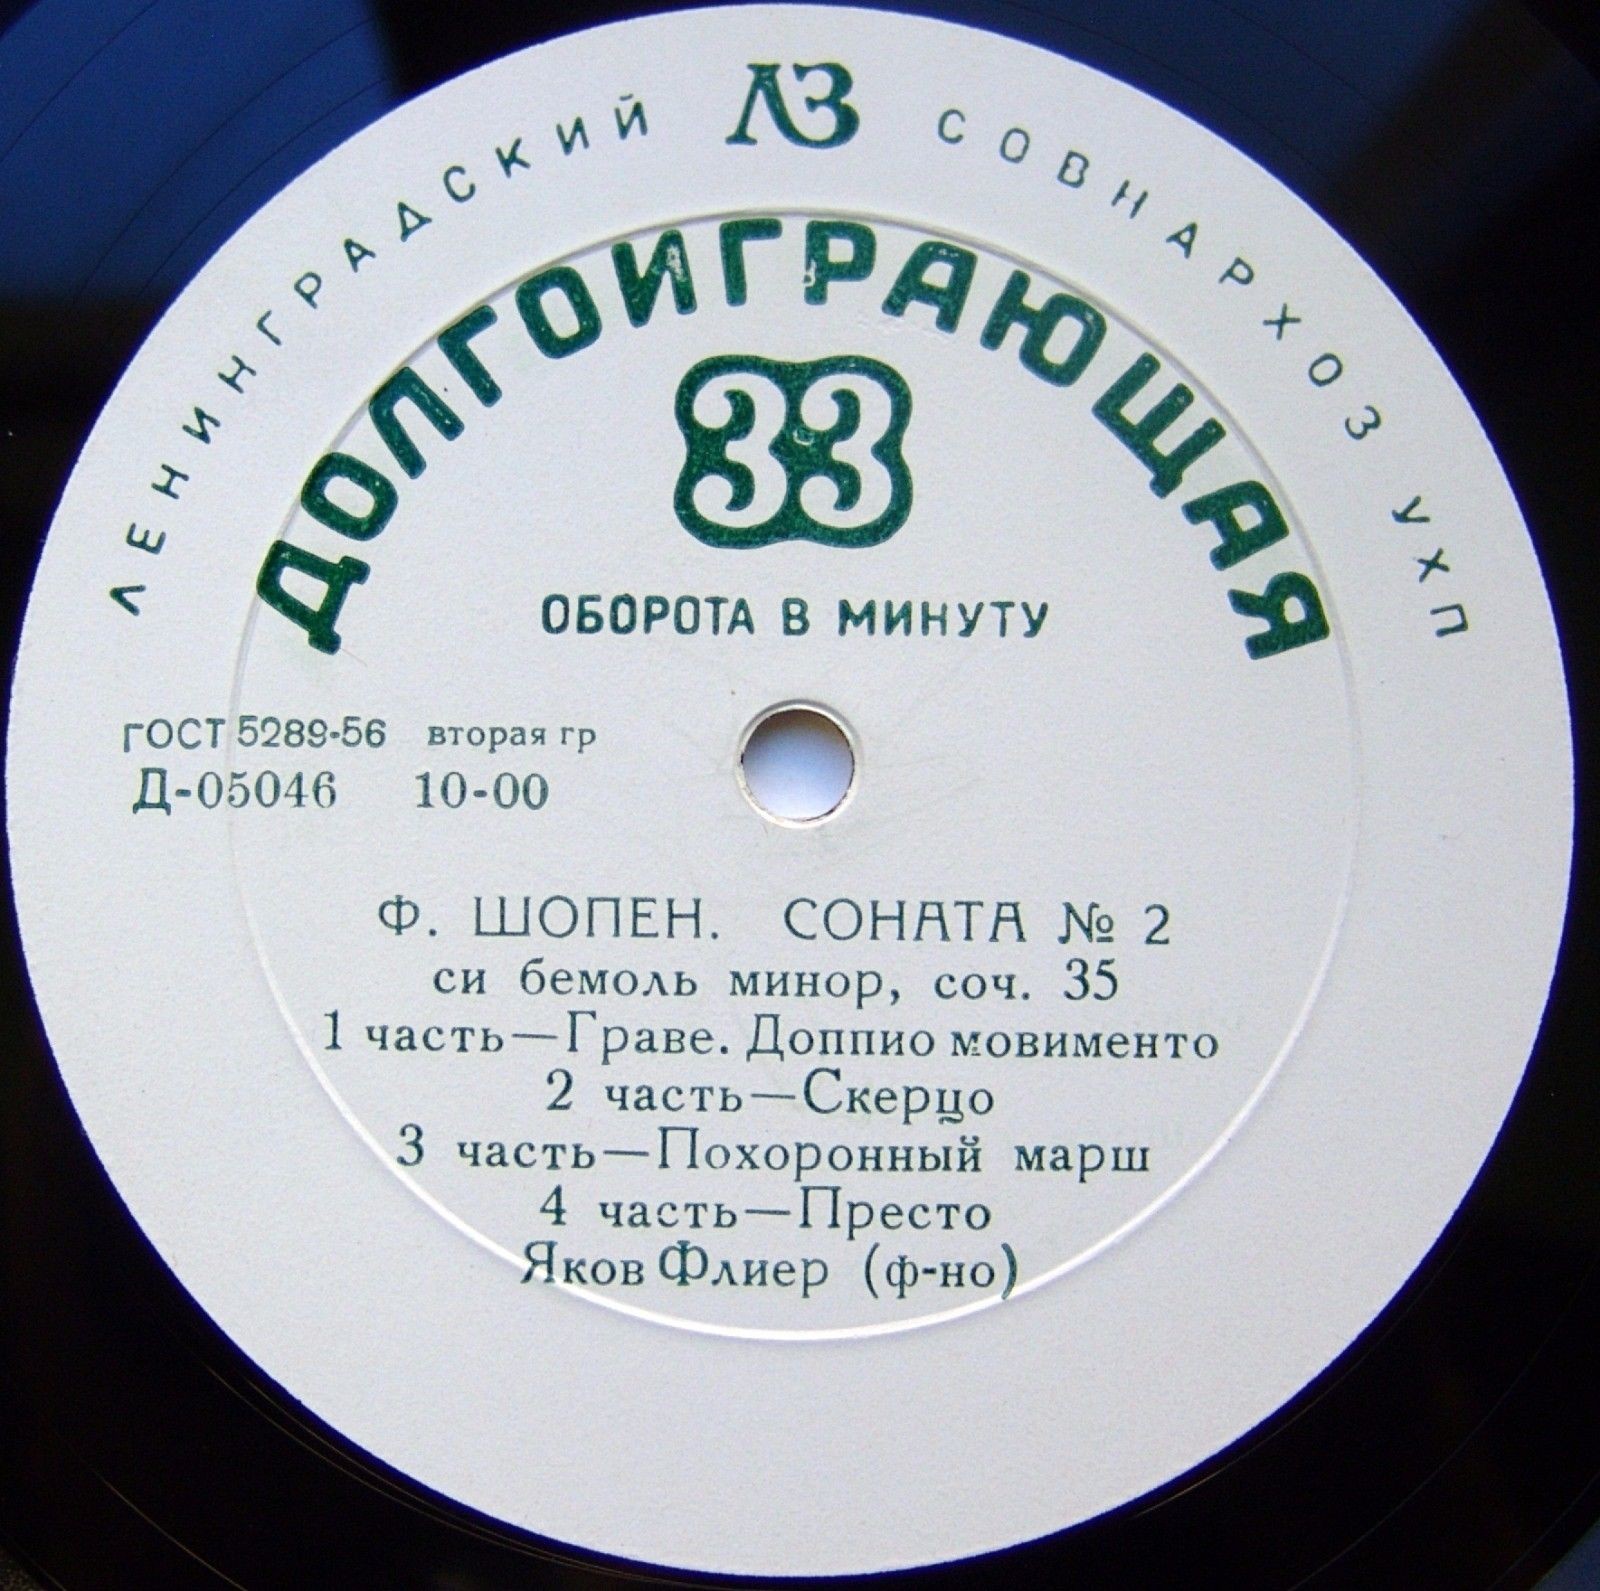 ЛЕНИНГРАДСКИЙ ЛЗ СОВНАРХОЗ УХП
ДОЛГОИГРАЮЩАЯ
33
ОБОРОТА В МИНУТУ
ГОСТ 5289-56 вторая гр
Д-05046 10-00
Ф. ШОПЕН. СОНАТА № 2
си бемоль минор, соч. 35
1 часть—Граве. Доппио мовименто
2 часть—Скерцо
3 часть—Похоронный марш
4 часть—Престо
Яков Флиер (ф-но)